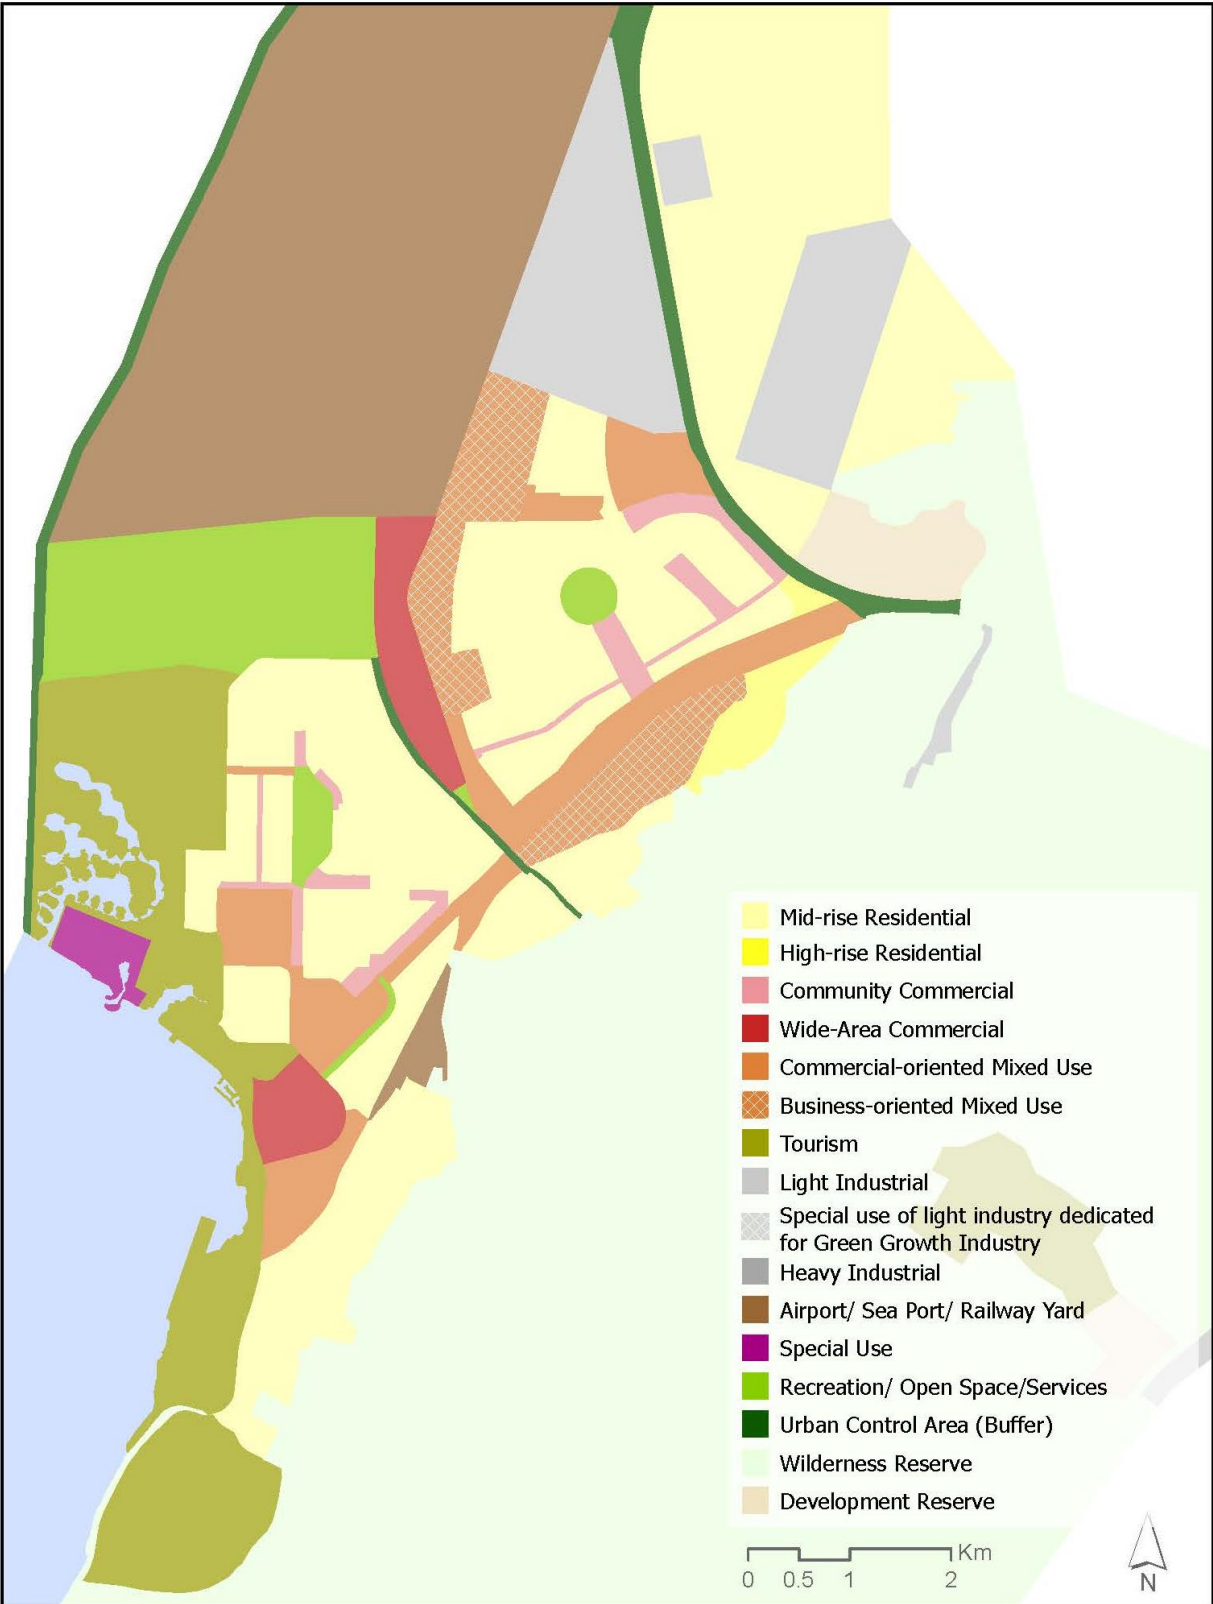 Mid-rise Residential
High-rise Residential
Community Commercial
Wide-Area Commercial
Commercial-oriented Mixed Use
Business-oriented Mixed Use
Tourism
Light Industrial
Special use of light industry dedicated
for Green Growth Industry
Heavy Industrial
Airport/ Sea Port/ Railway Yard
Special Use
Recreation/ Open Space/Services
Urban Control Area (Buffer)
Wilderness Reserve
Development Reserve
Km
0 0.5 1 2
N